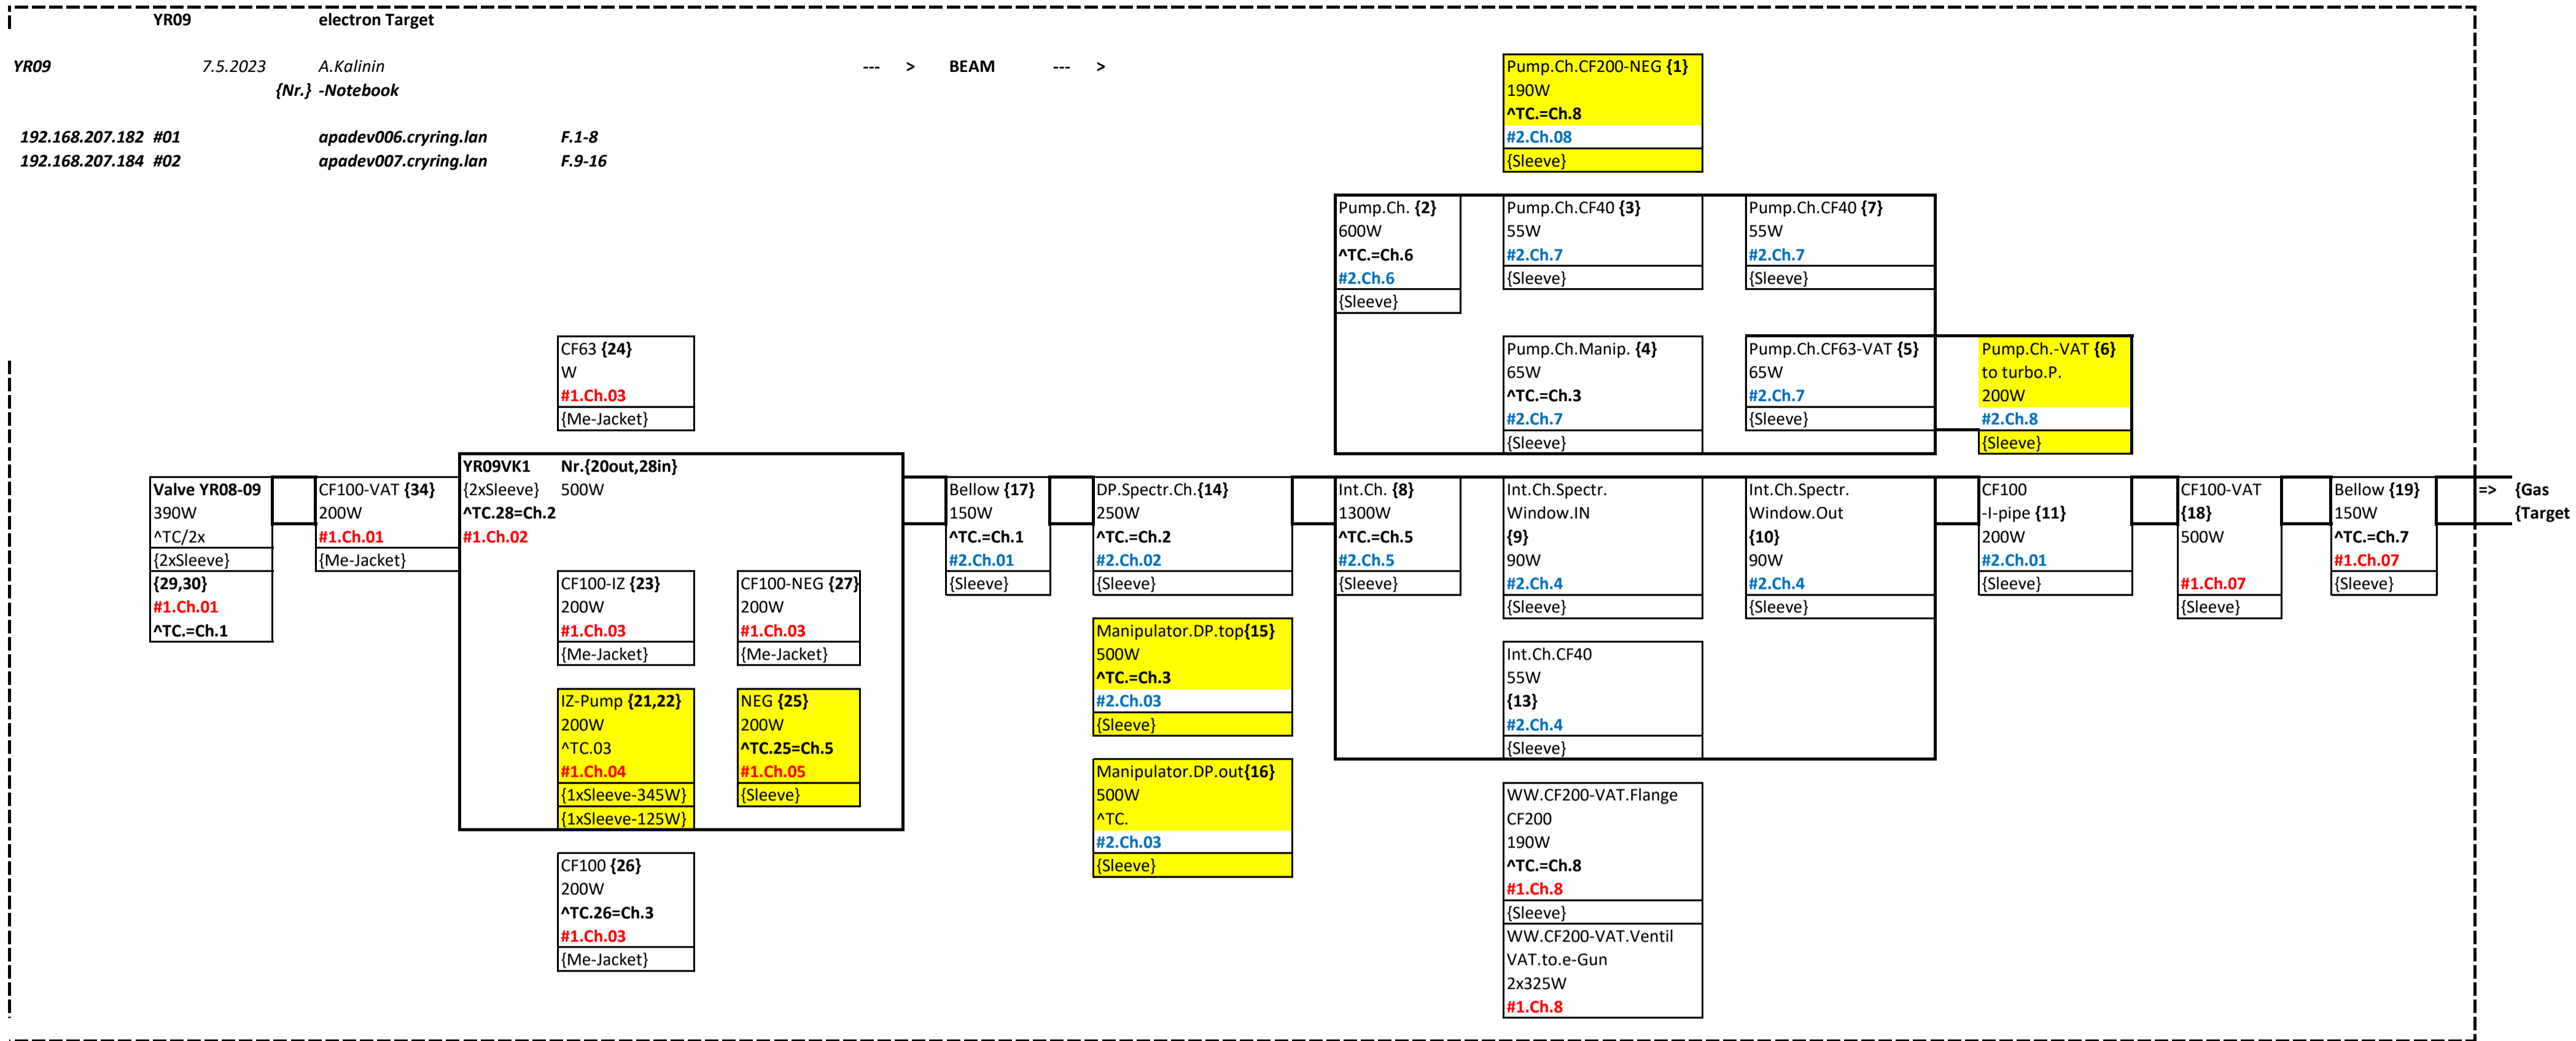 YR09 electron Target
YR09 7.5.2023 A.Kalinin --- > BEAM --- >
{Nr.} -Notebook
192.168.207.182 #01 apadev006.cryring.lan F.1-8
192.168.207.184 #02 apadev007.cryring.lan F.9-16
Pump.Ch.CF200-NEG {1}
190W
^TC.=Ch.8
#2.Ch.08
{Sleeve}
Pump.Ch. {2}
600W
^TC.=Ch.6
#2.Ch.6
{Sleeve}
Pump.Ch.CF40 {3}
55W
#2.Ch.7
{Sleeve}
Pump.Ch.CF40 {7}
55W
#2.Ch.7
{Sleeve}
CF63 {24}
W
#1.Ch.03
{Me-Jacket}
Pump.Ch.Manip. {4}
65W
^TC.=Ch.3
#2.Ch.7
{Sleeve}
Pump.Ch.CF63-VAT {5}
65W
#2.Ch.7
{Sleeve}
Pump.Ch.-VAT {6}
to turbo.P.
200W
#2.Ch.8
{Sleeve}
Valve YR08-09
390W
^TC/2x
{2xSleeve}
{29,30}
#1.Ch.01
^TC.=Ch.1
CF100-VAT {34}
200W
#1.Ch.01
{Me-Jacket}
YR09VK1 Nr.{20out,28in}
{2xSleeve} 500W
^TC.28=Ch.2
#1.Ch.02
CF100-IZ {23}
200W
#1.Ch.03
{Me-Jacket}
CF100-NEG {27}
200W
#1.Ch.03
{Me-Jacket}
IZ-Pump {21,22}
200W
^TC.03
#1.Ch.04
{1xSleeve-345W}
{1xSleeve-125W}
NEG {25}
200W
^TC.25=Ch.5
#1.Ch.05
{Sleeve}
CF100 {26}
200W
^TC.26=Ch.3
#1.Ch.03
{Me-Jacket}
Bellow {17}
150W
^TC.=Ch.1
#2.Ch.01
{Sleeve}
DP.Spectr.Ch.{14}
250W
^TC.=Ch.2
#2.Ch.02
{Sleeve}
Manipulator.DP.top{15}
500W
^TC.=Ch.3
#2.Ch.03
{Sleeve}
Manipulator.DP.out{16}
500W
^TC.
#2.Ch.03
{Sleeve}
Int.Ch. {8}
1300W
^TC.=Ch.5
#2.Ch.5
{Sleeve}
Int.Ch.Spectr.
Window.IN
{9}
90W
#2.Ch.4
{Sleeve}
Int.Ch.Spectr.
Window.Out
{10}
90W
#2.Ch.4
{Sleeve}
Int.Ch.CF40
55W
{13}
#2.Ch.4
{Sleeve}
WW.CF200-VAT.Flange
CF200
190W
^TC.=Ch.8
#1.Ch.8
{Sleeve}
WW.CF200-VAT.Ventil
VAT.to.e-Gun
2x325W
#1.Ch.8
CF100
-I-pipe {11}
200W
#2.Ch.01
{Sleeve}
CF100-VAT
{18}
500W
#1.Ch.07
{Sleeve}
Bellow {19}
150W
^TC.=Ch.7
#1.Ch.07
{Sleeve}
=> {Gas
{Target